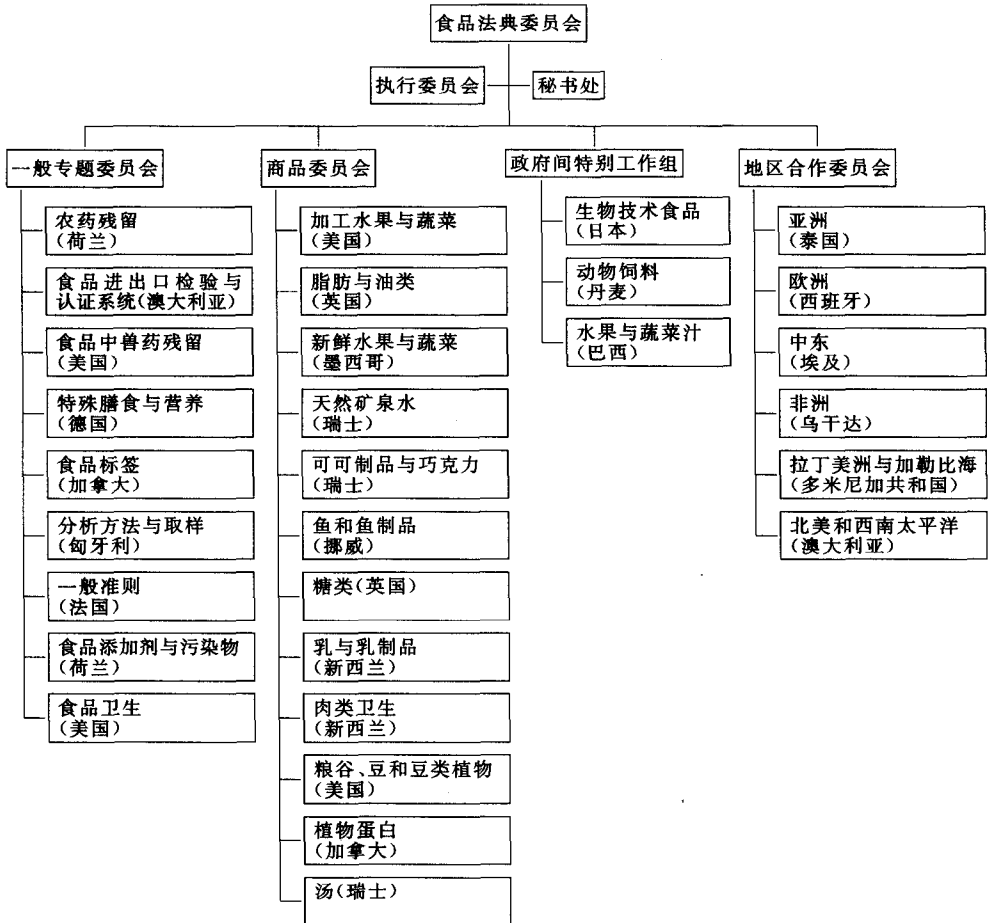 食品法典委员会
执行委员会
秘书处
一般专题委员会
农药残留
(荷兰)
食品进出口检验与
认证系统(澳大利亚)
食品中兽药残留
(美国)
特殊膳食与营养
(德国)
食品标签
(加拿大)
分析方法与取样
(匈牙利)
一般准则
(法国)
食品添加剂与污染物
(荷兰)
食品卫生
(美国)
商品委员会
加工水果与蔬菜
(美国)
脂肪与油类
(英国)
新鲜水果与蔬菜
(墨西哥)
天然矿泉水
(瑞士)
可可制品与巧克力
(瑞士)
鱼和鱼制品
(挪威)
糖类(英国)
乳与乳制品
(新西兰)
肉类卫生
(新西兰)
粮谷、豆和豆类植物
(美国)
植物蛋白
(加拿大)
汤(瑞士)
政府间特别工作组
生物技术食品
(日本)
动物饲料
(丹麦)
水果与蔬菜汁
(巴西)
地区合作委员会
亚洲
(泰国)
欧洲
(西班牙)
中东
(埃及)
非洲
(乌干达)
拉丁美洲与加勒比海
(多米尼加共和国)
北美和西南太平洋
(澳大利亚)